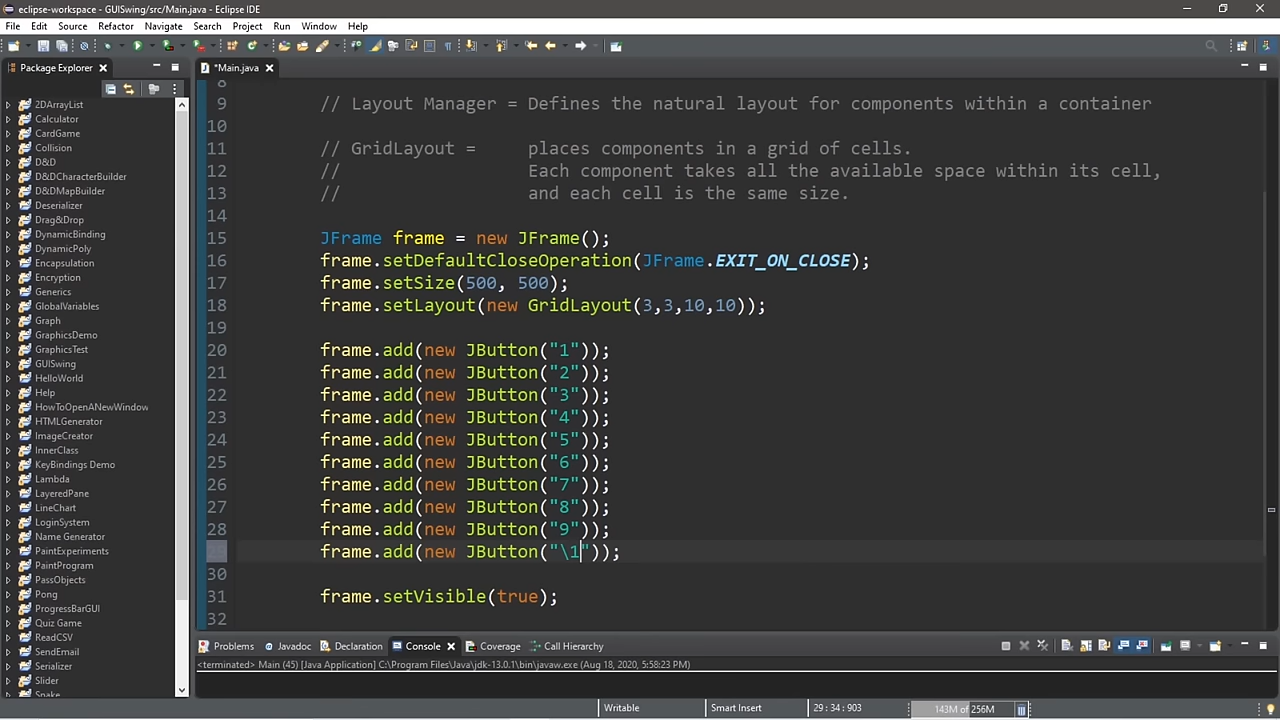 eclipse-workspace - GUISwing/src/Main.java - Eclipse IDE
File Edit Source Refactor Navigate Search Project Run Window Help
Package Explorer
*Main.java
2DArrayList
Calculator
CardGame
Collision
D&D
D&DCharacterBuilder
D&DMapBuilder
Deserializer
Drag&Drop
DynamicBinding
DynamicPoly
Encapsulation
Encryption
Generics
GlobalVariables
Graph
GraphicsDemo
GraphicsTest
GUISwing
HelloWorld
Help
HowToOpenANewWindow
HTMLGenerator
ImageCreator
InnerClass
KeyBindings Demo
Lambda
LayeredPane
LineChart
LoginSystem
Name Generator
PaintExperiments
PaintProgram
PassObjects
Pong
ProgressBarGUI
Quiz Game
ReadCSV
SendEmail
Serializer
Slider
Snake
8
9 // Layout Manager = Defines the natural layout for components within a container
10
11 // GridLayout = places components in a grid of cells.
12 // Each component takes all the available space within its cell,
13 // and each cell is the same size.
14
15 JFrame frame = new JFrame();
16 frame.setDefaultCloseOperation(JFrame.EXIT_ON_CLOSE);
17 frame.setSize(500, 500);
18 frame.setLayout(new GridLayout(3,3,10,10));
19
20 frame.add(new JButton("1"));
21 frame.add(new JButton("2"));
22 frame.add(new JButton("3"));
23 frame.add(new JButton("4"));
24 frame.add(new JButton("5"));
25 frame.add(new JButton("6"));
26 frame.add(new JButton("7"));
27 frame.add(new JButton("8"));
28 frame.add(new JButton("9"));
29 frame.add(new JButton("\1"));
30
31 frame.setVisible(true);
32
Problems Javadoc Declaration Console Coverage Call Hierarchy
<terminated> Main (45) [Java Application] C:\Program Files\Java\jdk-13.0.1\bin\javaw.exe (Aug 18, 2020, 5:58:23 PM)
Writable Smart Insert 29 : 34 : 903 143M of 256M